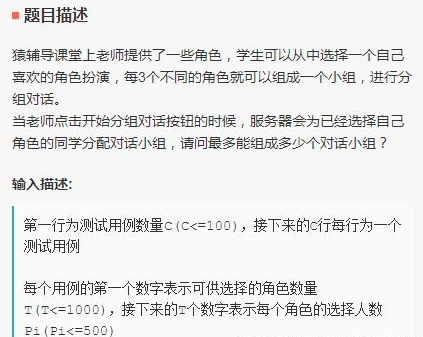 题目描述
猿辅导课堂上老师提供了一些角色，学生可以从中选择一个自己
喜欢的角色扮演，每3个不同的角色就可以组成一个小组，进行分
组对话。
当老师点击开始分组对话按钮的时候，服务器会为已经选择自己
角色的同学分配对话小组，请问最多能组成多少个对话小组？
输入描述:
第一行为测试用例数量C(C<=100)，接下来的C行每行为一个
测试用例
每个用例的第一个数字表示可供选择的角色数量
T(T<=1000)，接下来的T个数字表示每个角色的选择人数
Pi(Pi<=500)